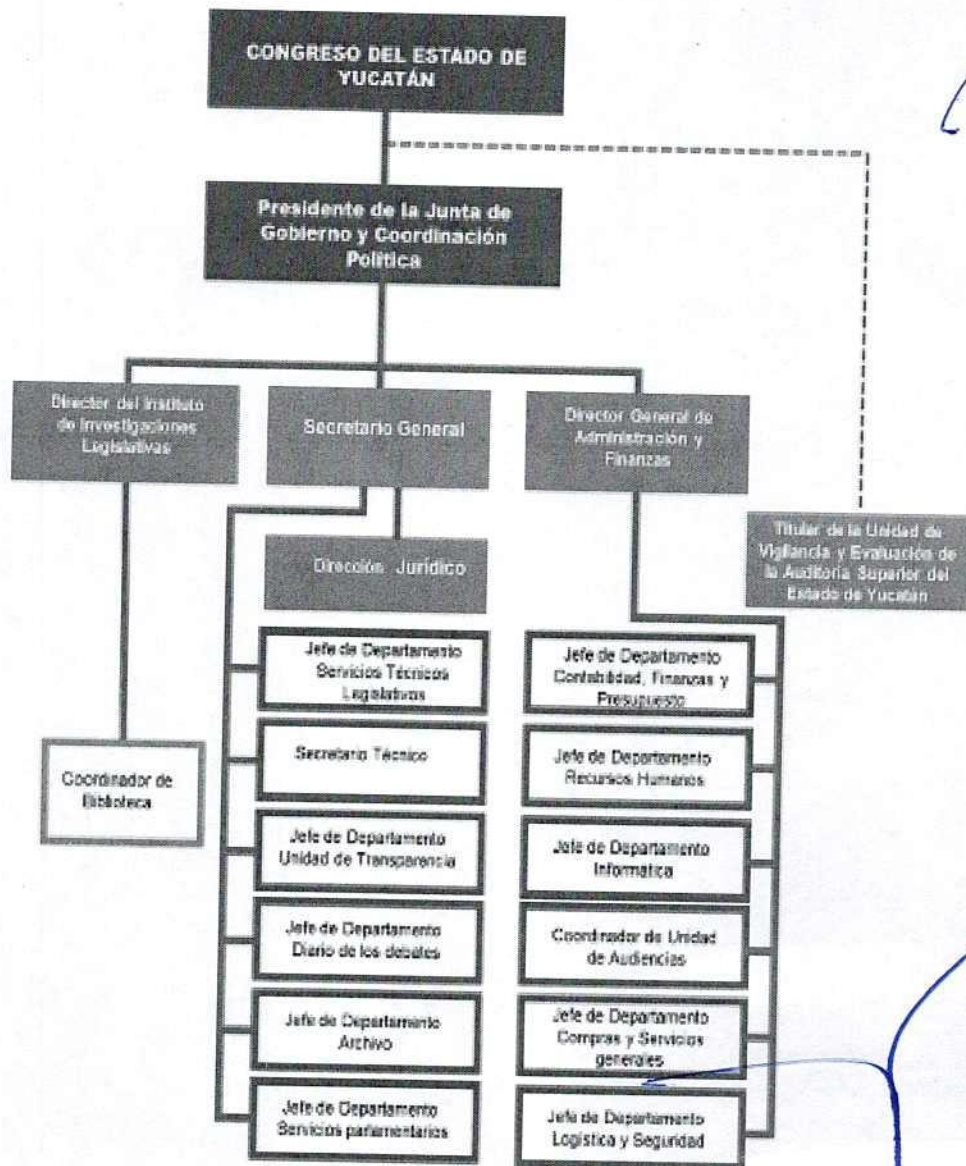 CONGRESO DEL ESTADO DE
YUCATÁN
Presidente de la Junta de
Gobierno y Coordinación
Política
Director del Instituto
de Investigaciones
Legislativas
Secretario General
Director General de
Administración y
Finanzas
Dirección Jurídico
Titular de la Unidad de
Vigilancia y Evaluación de
la Auditoría Superior del
Estado de Yucatán
Coordinador de
Biblioteca
Jefe de Departamento
Servicios Técnicos
Legislativos
Secretario Técnico
Jefe de Departamento
Unidad de Transparencia
Jefe de Departamento
Diario de los debates
Jefe de Departamento
Archivo
Jefe de Departamento
Servicios parlamentarios
Jefe de Departamento
Contabilidad, Finanzas y
Presupuesto
Jefe de Departamento
Recursos Humanos
Jefe de Departamento
Informática
Coordinador de Unidad
de Audiencias
Jefe de Departamento
Compras y Servicios
generales
Jefe de Departamento
Logística y Seguridad